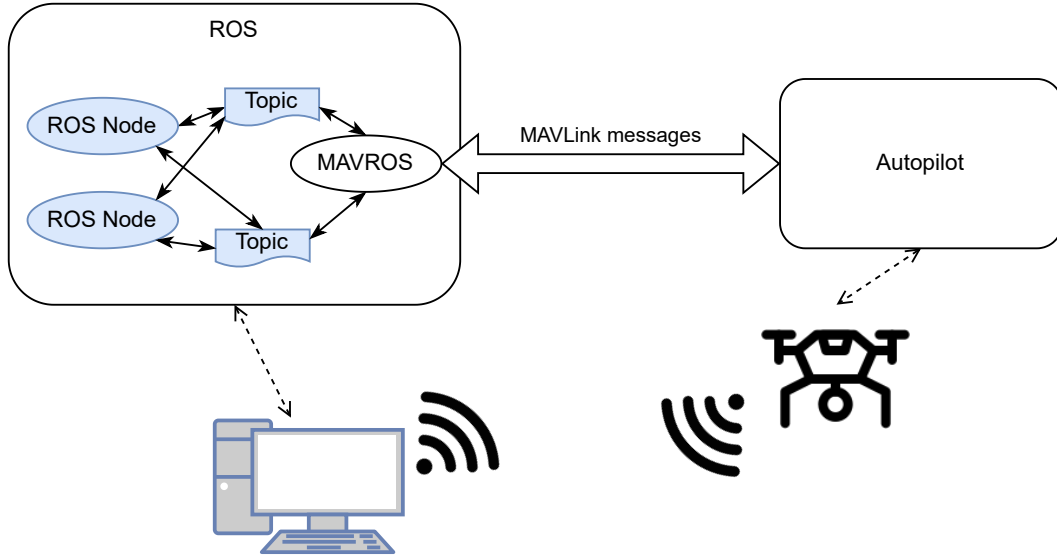 ROS
Topic
ROS Node
MAVROS
MAVLink messages
Autopilot
ROS Node
Topic